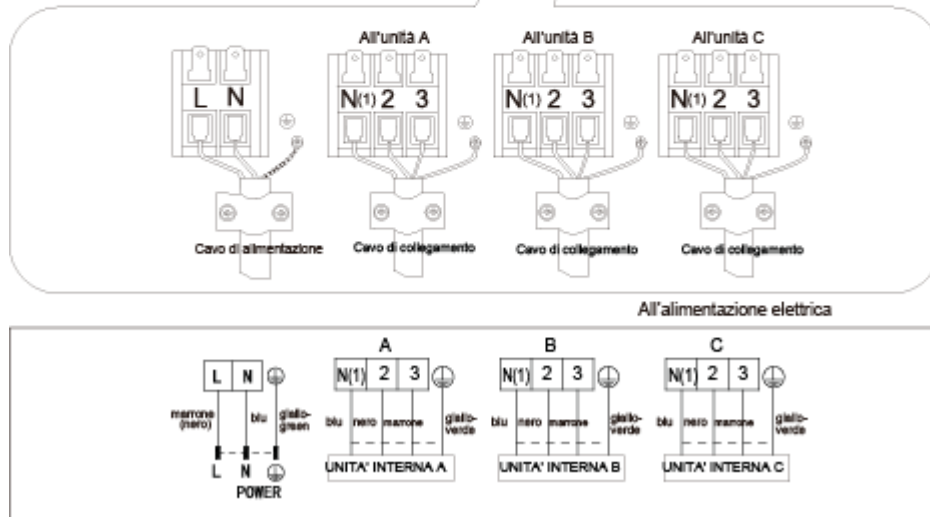 All'unità A
All'unità B
All'unità C
L N
N(1) 2 3
N(1) 2 3
N(1) 2 3
Cavo di alimentazione
Cavo di collegamento
Cavo di collegamento
Cavo di collegamento
All'alimentazione elettrica
A
B
C
L N
N(1) 2 3
N(1) 2 3
N(1) 2 3
marrone
(nero)
blu
giallo-
green
blu nero marrone
giallo-
verde
blu nero marrone
giallo-
verde
blu nero marrone
giallo-
verde
L N
POWER
UNITA' INTERNA A
UNITA' INTERNA B
UNITA' INTERNA C